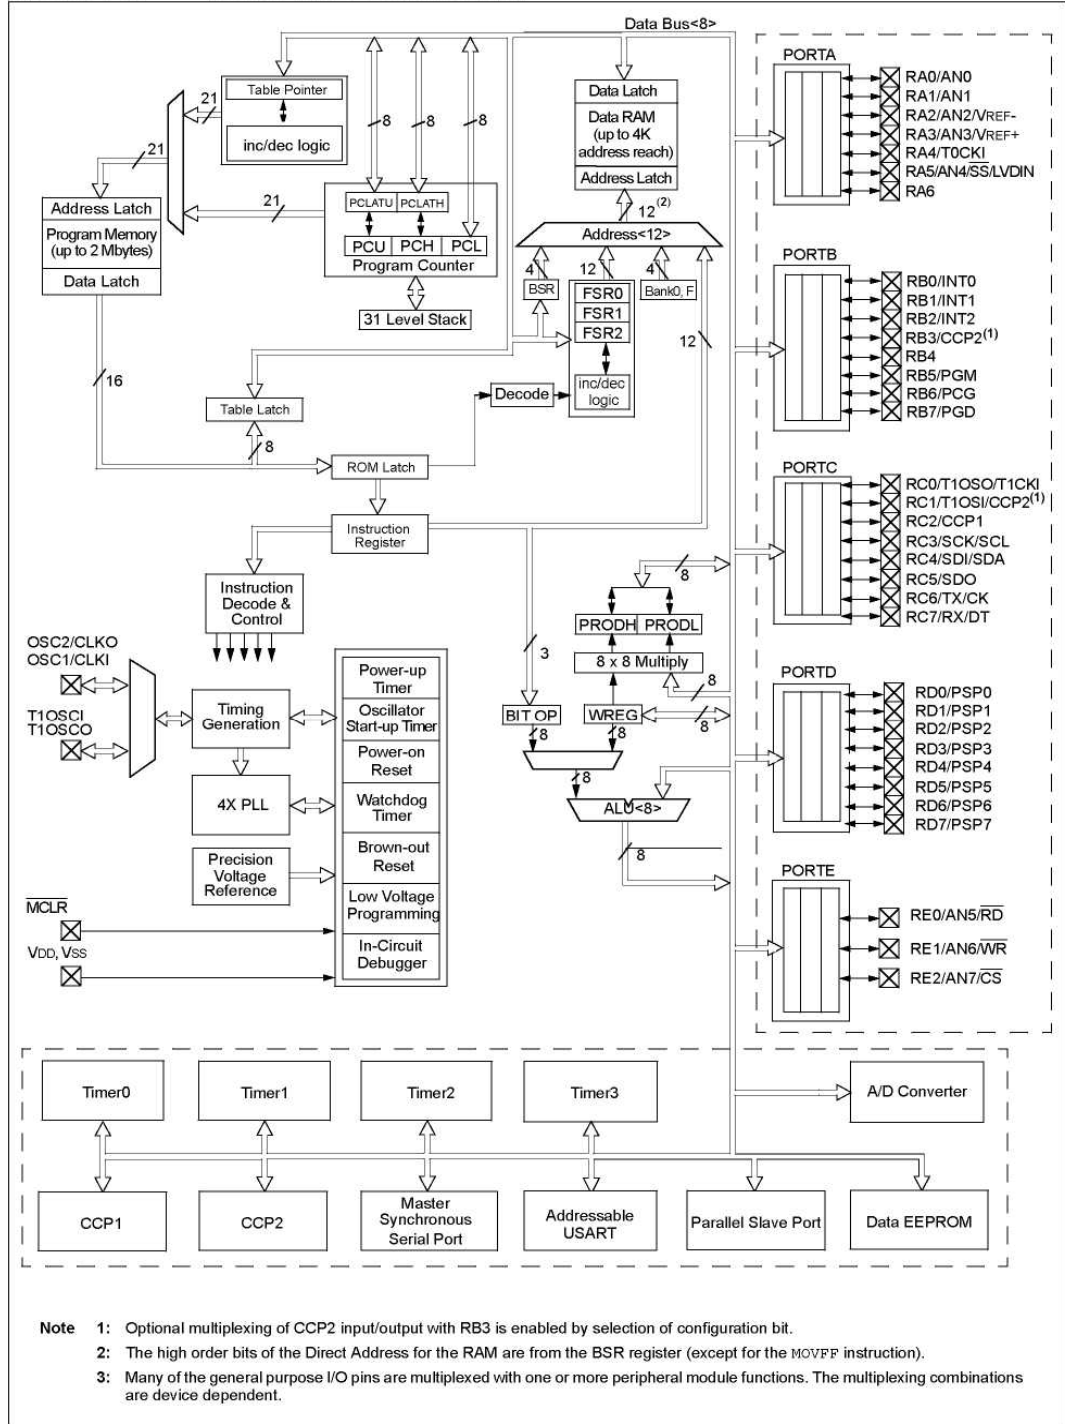 Data Bus<8>
PORTA
Table Pointer
21
inc/dec logic
21
8
8
8
Data Latch
Data RAM
(up to 4K
address reach)
Address Latch
RA0/AN0
RA1/AN1
RA2/AN2/VREF-
RA3/AN3/VREF+
RA4/T0CKI
RA5/AN4/SS/LVDIN
RA6
Address Latch
Program Memory
(up to 2 Mbytes)
Data Latch
21
PCLATU PCLATH
PCU PCH PCL
Program Counter
31 Level Stack
12(2)
Address<12>
4
12
4
BSR
FSR0
FSR1
FSR2
inc/dec
logic
Bank0, F
12
PORTB
RB0/INT0
RB1/INT1
RB2/INT2
RB3/CCP2(1)
RB4
RB5/PGM
RB6/PCG
RB7/PGD
16
Table Latch
8
Decode
ROM Latch
Instruction
Register
PORTC
RC0/T1OSO/T1CKI
RC1/T1OSI/CCP2(1)
RC2/CCP1
RC3/SCK/SCL
RC4/SDI/SDA
RC5/SDO
RC6/TX/CK
RC7/RX/DT
Instruction
Decode &
Control
8
PRODH PRODL
3
8 x 8 Multiply
8
BIT OP
WREG
8
8
8
8
ALU<8>
8
OSC2/CLKO
OSC1/CLKI
T1OSCI
T1OSCO
Timing
Generation
4X PLL
Precision
Voltage
Reference
MCLR
VDD, VSS
Power-up
Timer
Oscillator
Start-up Timer
Power-on
Reset
Watchdog
Timer
Brown-out
Reset
Low Voltage
Programming
In-Circuit
Debugger
PORTD
RD0/PSP0
RD1/PSP1
RD2/PSP2
RD3/PSP3
RD4/PSP4
RD5/PSP5
RD6/PSP6
RD7/PSP7
PORTE
RE0/AN5/RD
RE1/AN6/WR
RE2/AN7/CS
Timer0
Timer1
Timer2
Timer3
A/D Converter
CCP1
CCP2
Master
Synchronous
Serial Port
Addressable
USART
Parallel Slave Port
Data EEPROM
Note 1: Optional multiplexing of CCP2 input/output with RB3 is enabled by selection of configuration bit.
2: The high order bits of the Direct Address for the RAM are from the BSR register (except for the MOVFF instruction).
3: Many of the general purpose I/O pins are multiplexed with one or more peripheral module functions. The multiplexing combinations
are device dependent.